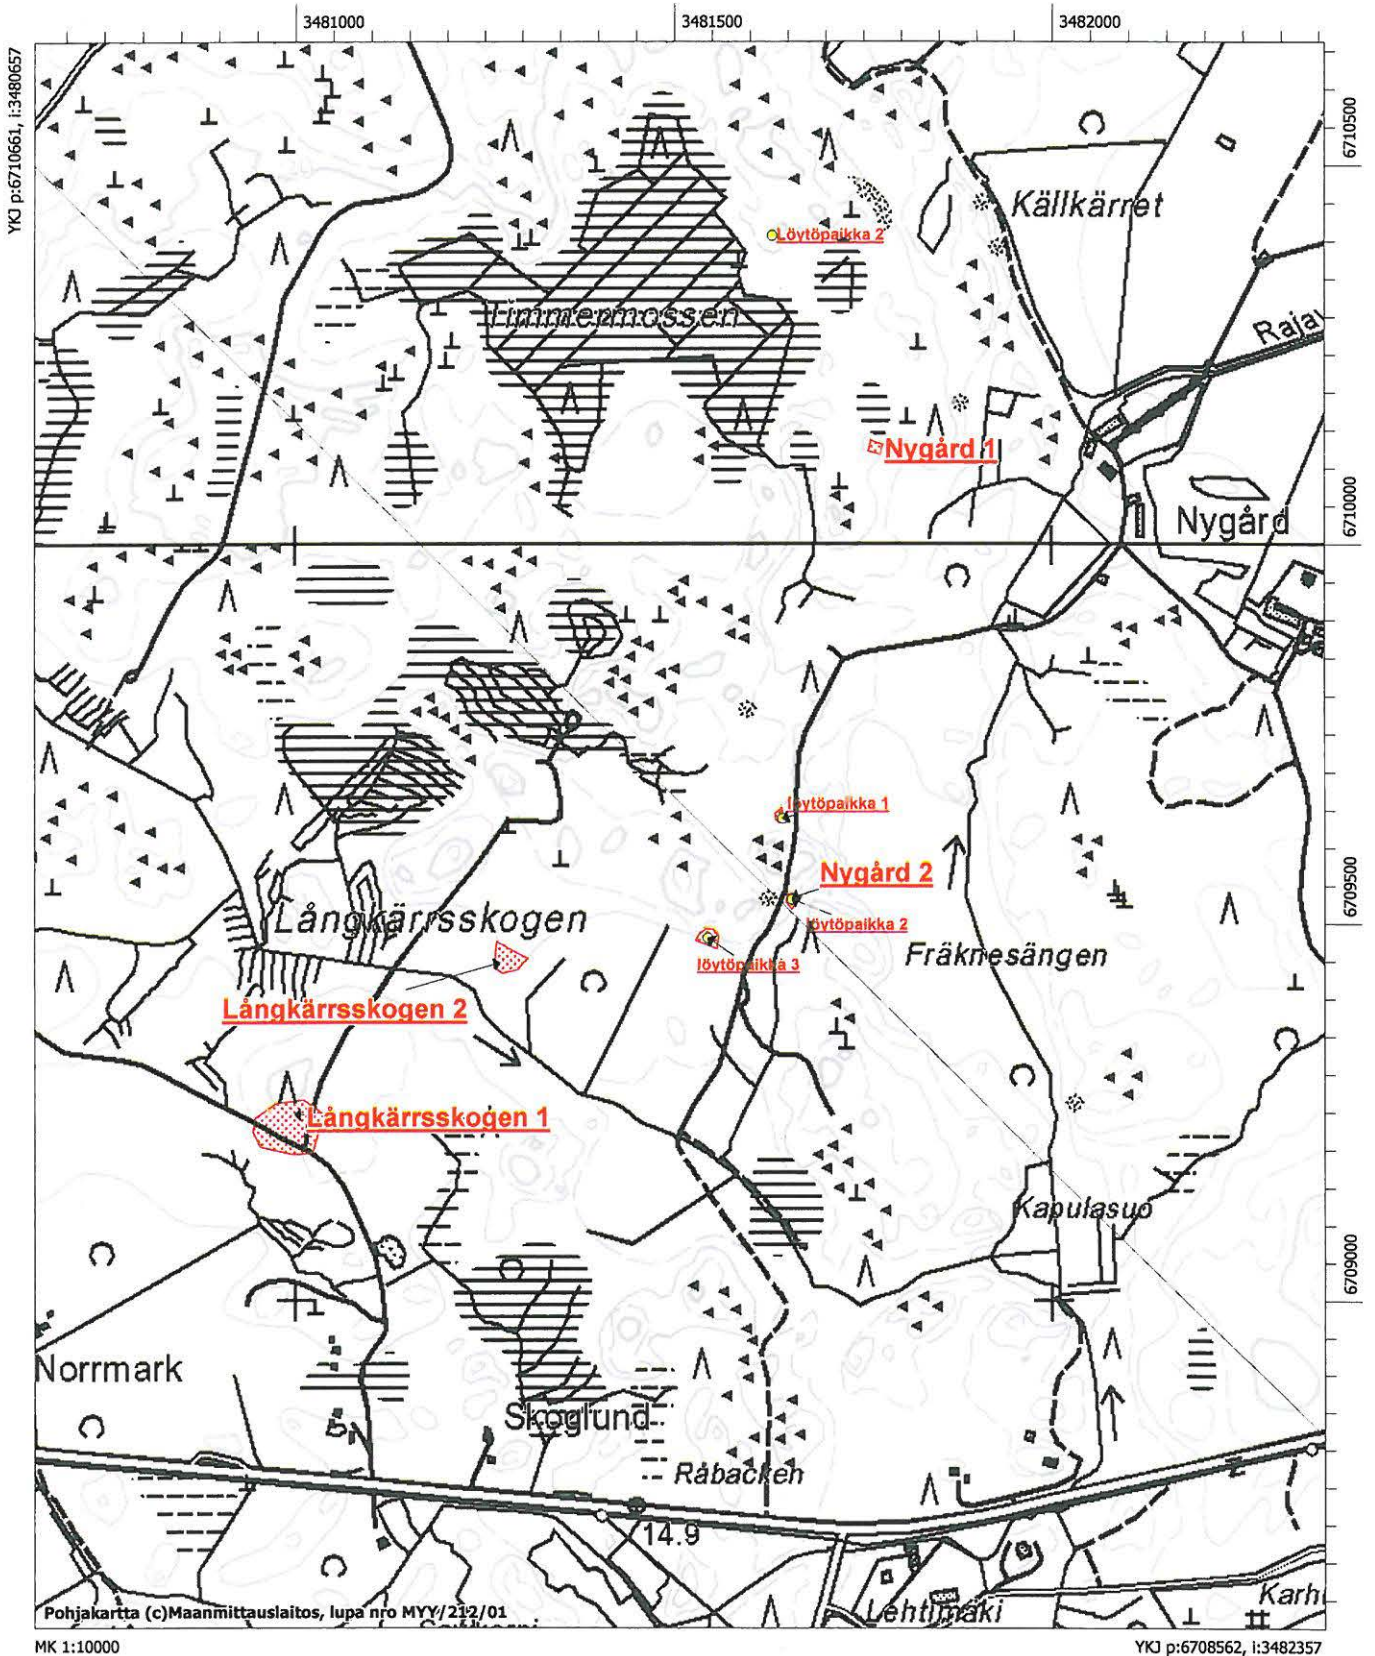 3481000
3481500
3482000
YKJ p:6710661, i:3480657
6710500
Källkärret
Löytöpaikka 2
Timmermossen
Nygård 1
6710000
Nygård
löytöpaikka 1
Nygård 2
6709500
Långkärrsskogen
löytöpaikka 2
Fräknesängen
löytöpaikka 3
Långkärrsskogen 2
Långkärrsskogen 1
Kapulasuo
6709000
Norrmark
Skoglund
Råbacken
14.9
Lehtimäki
Pohjakartta (c)Maanmittauslaitos, lupa nro MYY/212/01
MK 1:10000
YKJ p:6708562, i:3482357